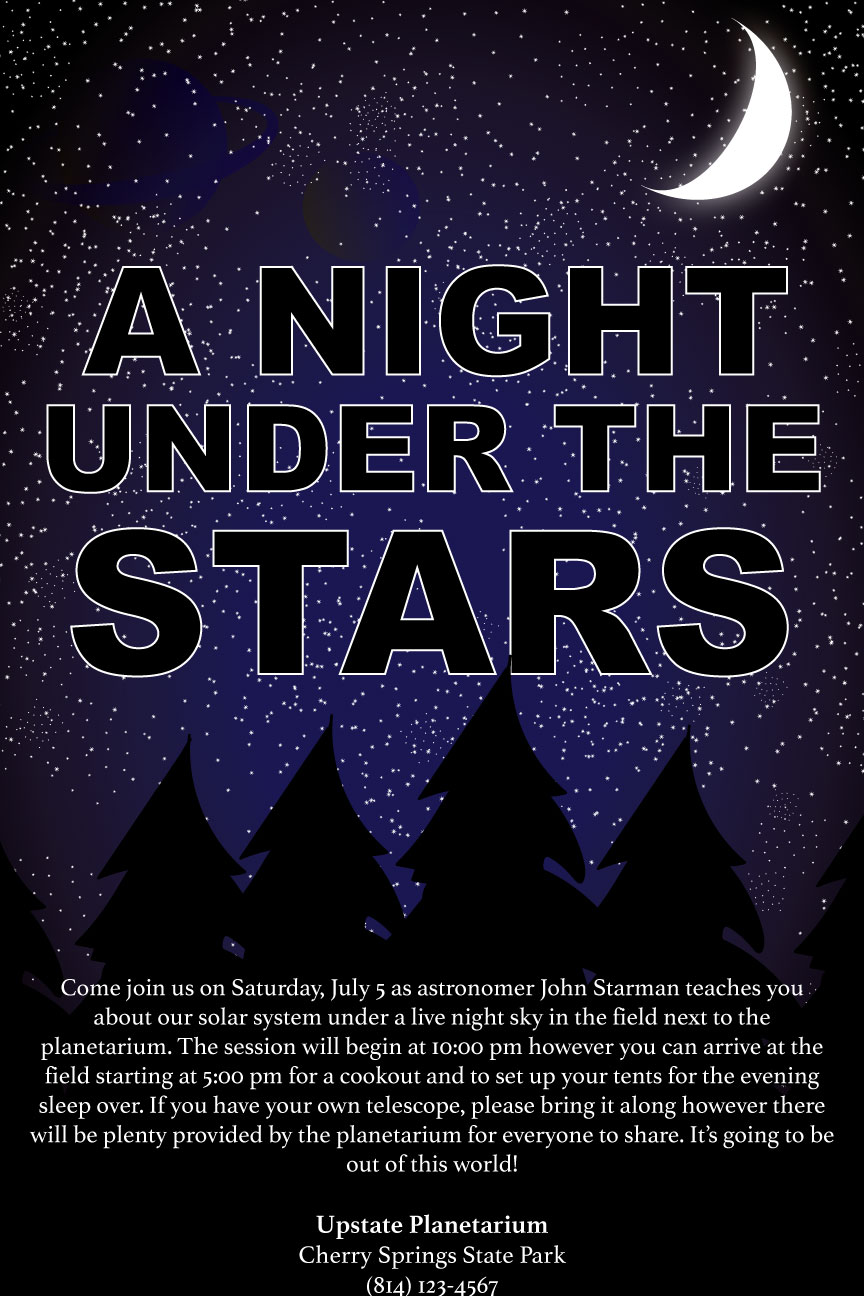 A NIGHT
UNDER THE
STARS
Come join us on Saturday, July 5 as astronomer John Starman teaches you
about our solar system under a live night sky in the field next to the
planetarium. The session will begin at 10:00 pm however you can arrive at the
field starting at 5:00 pm for a cookout and to set up your tents for the evening
sleep over. If you have your own telescope, please bring it along however there
will be plenty provided by the planetarium for everyone to share. It’s going to be
out of this world!
Upstate Planetarium
Cherry Springs State Park
(814) 123-4567